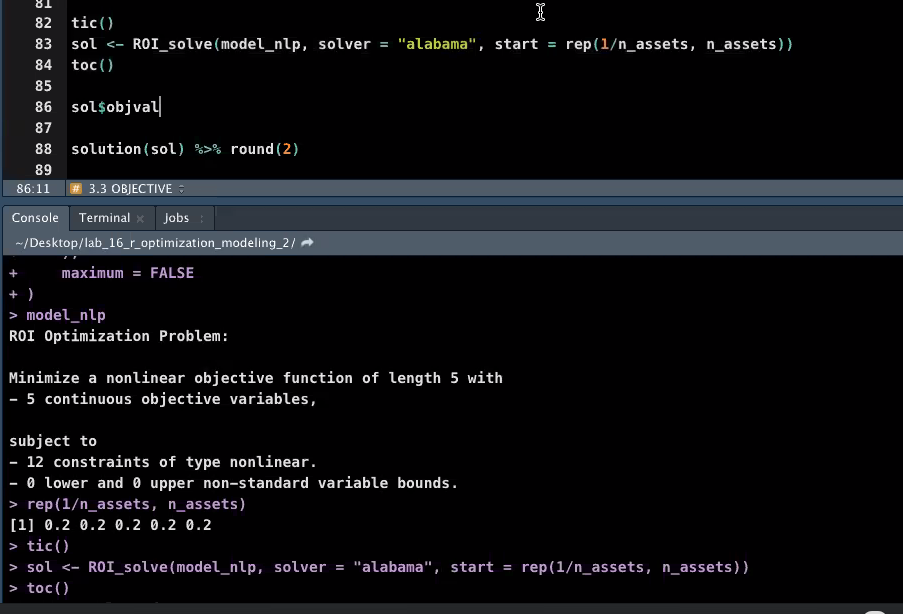 81
82 tic()
83 sol <- ROI_solve(model_nlp, solver = "alabama", start = rep(1/n_assets, n_assets))
84 toc()
85
86 sol$objval
87
88 solution(sol) %>% round(2)
89
86:11 # 3.3 OBJECTIVE
Console Terminal × Jobs
~/Desktop/lab_16_r_optimization_modeling_2/
+ maximum = FALSE
+ )
> model_nlp
ROI Optimization Problem:
Minimize a nonlinear objective function of length 5 with
- 5 continuous objective variables,
subject to
- 12 constraints of type nonlinear.
- 0 lower and 0 upper non-standard variable bounds.
> rep(1/n_assets, n_assets)
[1] 0.2 0.2 0.2 0.2 0.2
> tic()
> sol <- ROI_solve(model_nlp, solver = "alabama", start = rep(1/n_assets, n_assets))
> toc()